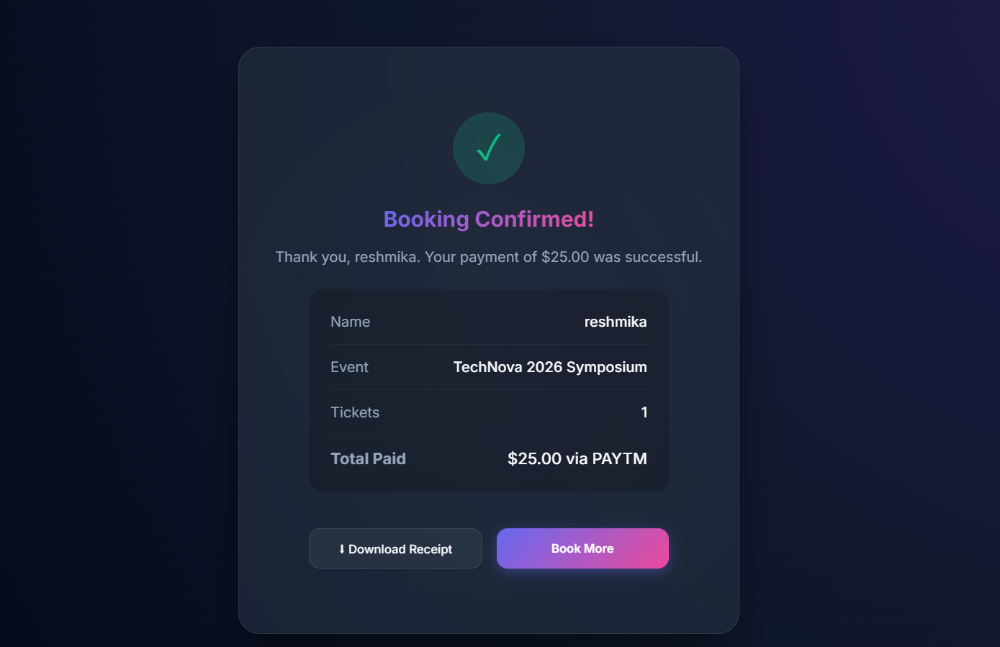 ✓
Booking Confirmed!
Thank you, reshmika. Your payment of $25.00 was successful.
Name reshmika
Event TechNova 2026 Symposium
Tickets 1
Total Paid $25.00 via PAYTM
⬇ Download Receipt Book More